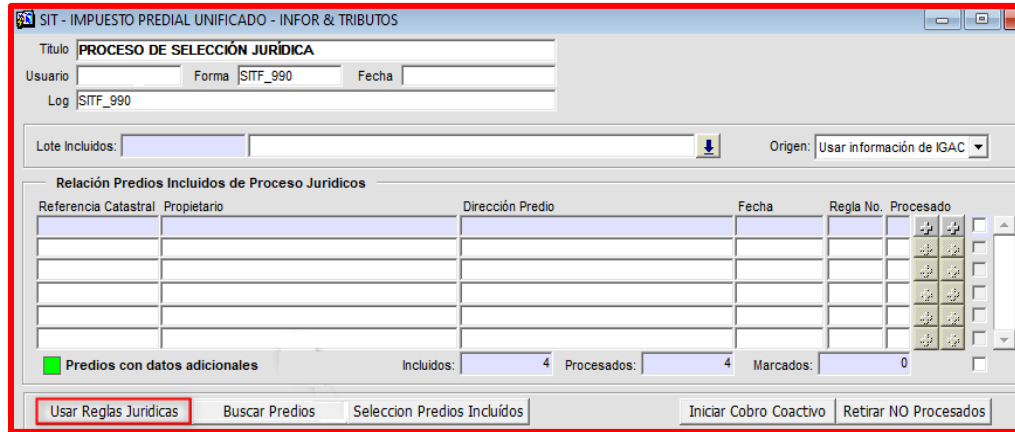 SIT - IMPUESTO PREDIAL UNIFICADO - INFOR & TRIBUTOS
Titulo PROCESO DE SELECCIÓN JURÍDICA
Usuario Forma SITF_990 Fecha
Log SITF_990
Lote Incluidos: Origen: Usar información de IGAC
Relación Predios Incluidos de Proceso Juridicos
Referencia Catastral Propietario Dirección Predio Fecha Regla No. Procesado
Predios con datos adicionales Incluidos: 4 Procesados: 4 Marcados: 0
Usar Reglas Juridicas Buscar Predios Seleccion Predios Incluídos Iniciar Cobro Coactivo Retirar NO Procesados